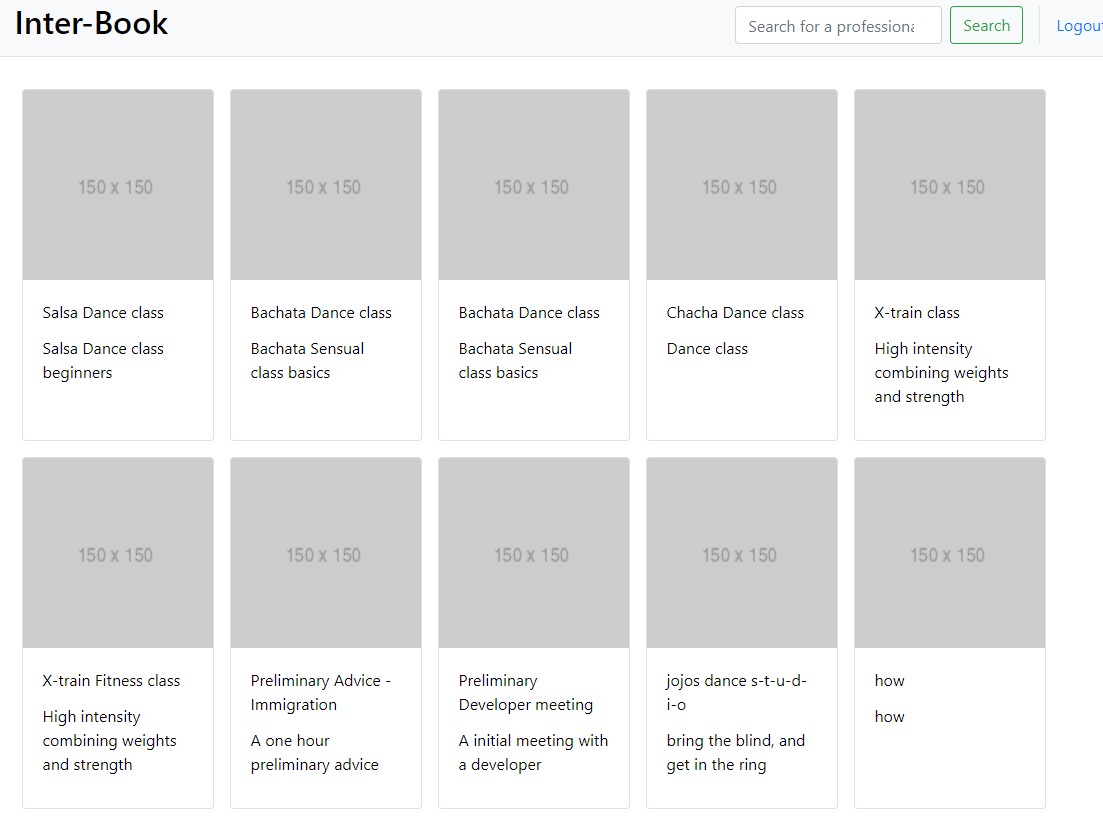 Inter-Book
Search for a professiona
Search
Logou
150 x 150
150 x 150
150 x 150
150 x 150
150 x 150
Salsa Dance class
Salsa Dance class
beginners
Bachata Dance class
Bachata Sensual
class basics
Bachata Dance class
Bachata Sensual
class basics
Chacha Dance class
Dance class
X-train class
High intensity
combining weights
and strength
150 x 150
150 x 150
150 x 150
150 x 150
150 x 150
X-train Fitness class
High intensity
combining weights
and strength
Preliminary Advice -
Immigration
A one hour
preliminary advice
Preliminary
Developer meeting
A initial meeting with
a developer
jojos dance s-t-u-d-
i-o
bring the blind, and
get in the ring
how
how